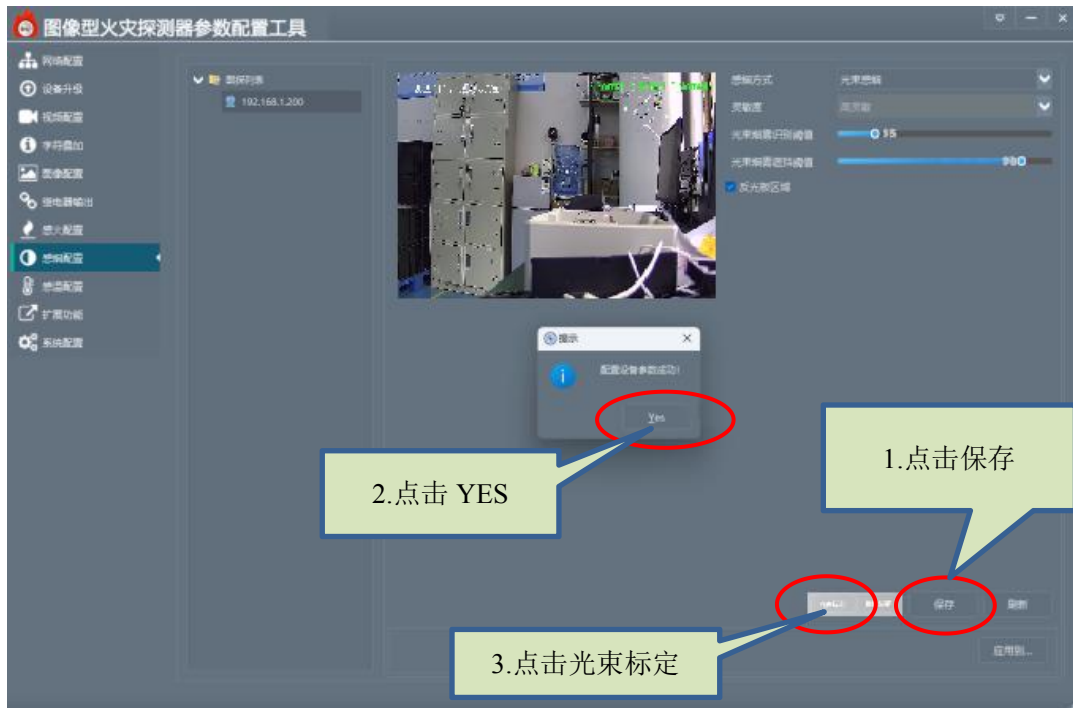 图像型火灾探测器参数配置工具
网络配置
设备升级
视频配置
字符叠加
图像配置
继电器输出
感火配置
感烟配置
感温配置
扩展功能
系统配置
192.168.1.200
感烟方式
光束感烟
灵敏度
光束烟雾识别阈值
15
光束烟雾遮挡阈值
980
反光板区域
提示
配置设备参数成功!
Yes
1.点击保存
2.点击 YES
3.点击光束标定
保存
刷新
应用到...